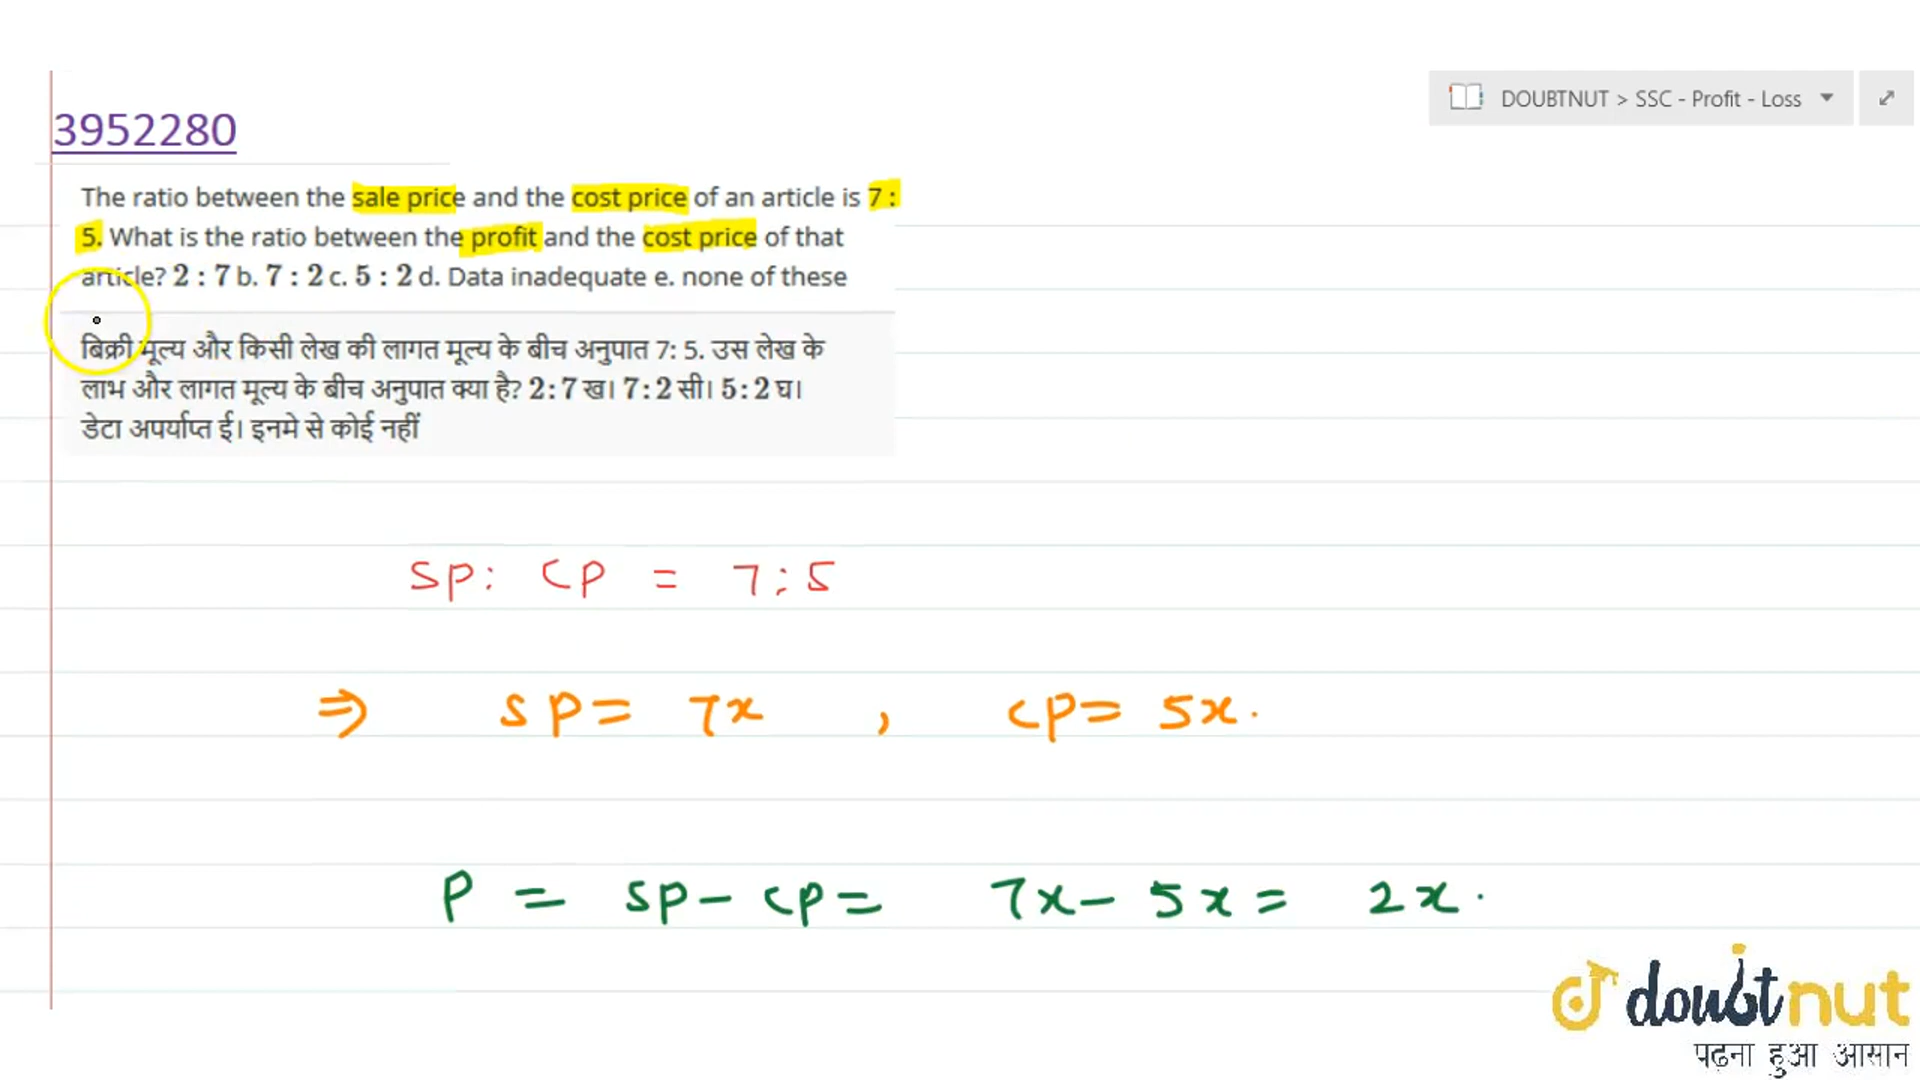 DOUBTNUT > SSC - Profit - Loss
3952280
The ratio between the sale price and the cost price of an article is 7 :
5. What is the ratio between the profit and the cost price of that
article? 2 : 7 b. 7 : 2 c. 5 : 2 d. Data inadequate e. none of these
बिक्री मूल्य और किसी लेख की लागत मूल्य के बीच अनुपात 7: 5. उस लेख के
लाभ और लागत मूल्य के बीच अनुपात क्या है? 2 : 7 ख। 7 : 2 सी। 5 : 2 घ।
डेटा अपर्याप्त ई। इनमे से कोई नहीं
SP: CP = 7:5
⇒ SP = 7x , CP = 5x.
P = SP - CP = 7x - 5x = 2x.
doubtnut
पढ़ना हुआ आसान